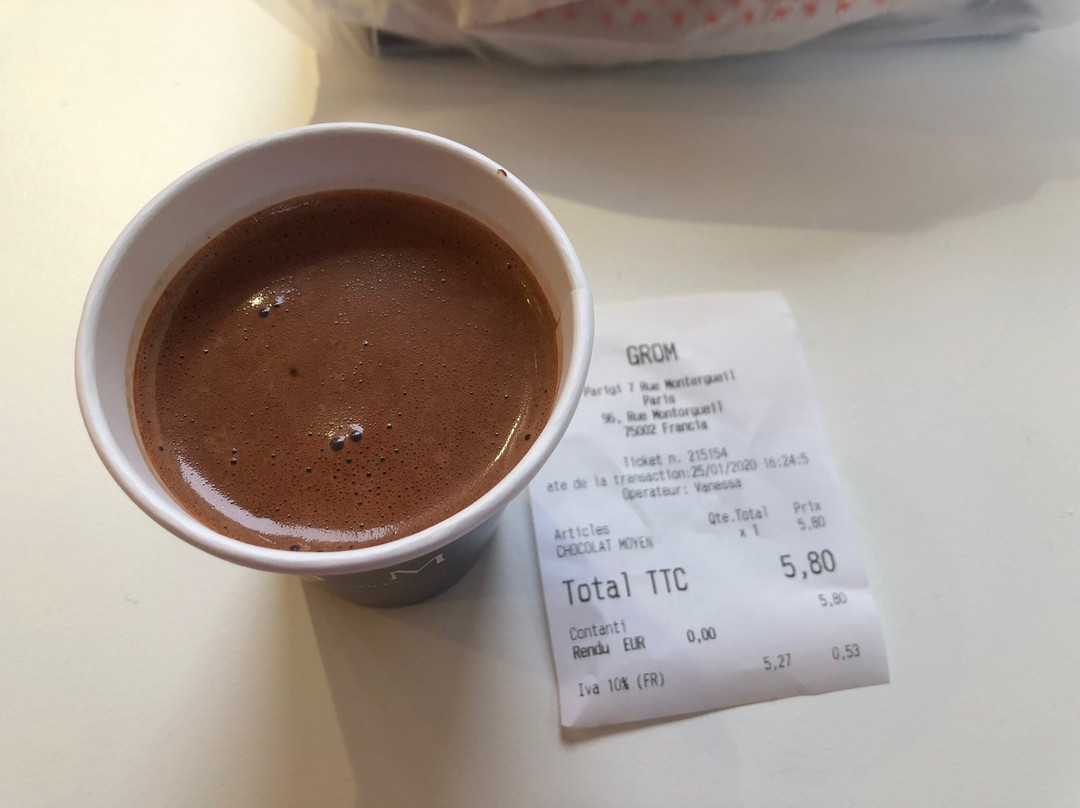 M
GROM
Parigi 7 Rue Montorgueil
Paris
96, Rue Montorgueil
75002 Francia
Ticket n. 215154
ate de la transaction:25/01/2020 16:24:5
Operateur: Vanessa
Articles Qte.Total Prix
CHOCOLAT MOYEN x 1 5,80
Total TTC 5,80
Contanti 5,80
Rendu EUR 0,00
Iva 10% (FR) 5,27 0,53